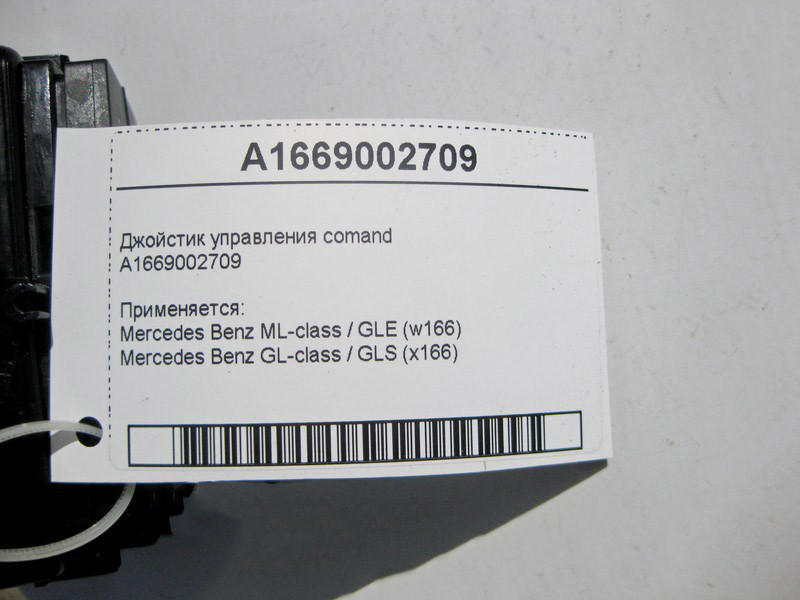 A1669002709
Джойстик управления comand
A1669002709
Применяется:
Mercedes Benz ML-class / GLE (w166)
Mercedes Benz GL-class / GLS (x166)